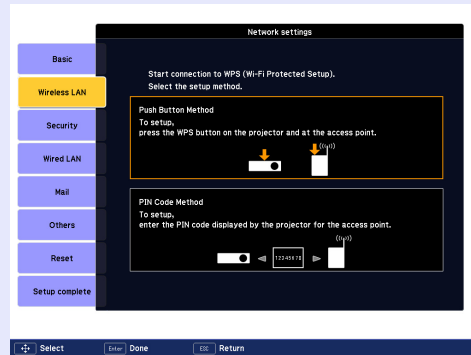 Network settings
Basic
Wireless LAN
Security
Wired LAN
Mail
Others
Reset
Setup complete
Start connection to WPS (Wi-Fi Protected Setup).
Select the setup method.
Push Button Method
To setup,
press the WPS button on the projector and at the access point.
PIN Code Method
To setup,
enter the PIN code displayed by the projector for the access point.
12345678
Select
Enter Done
ESC Return